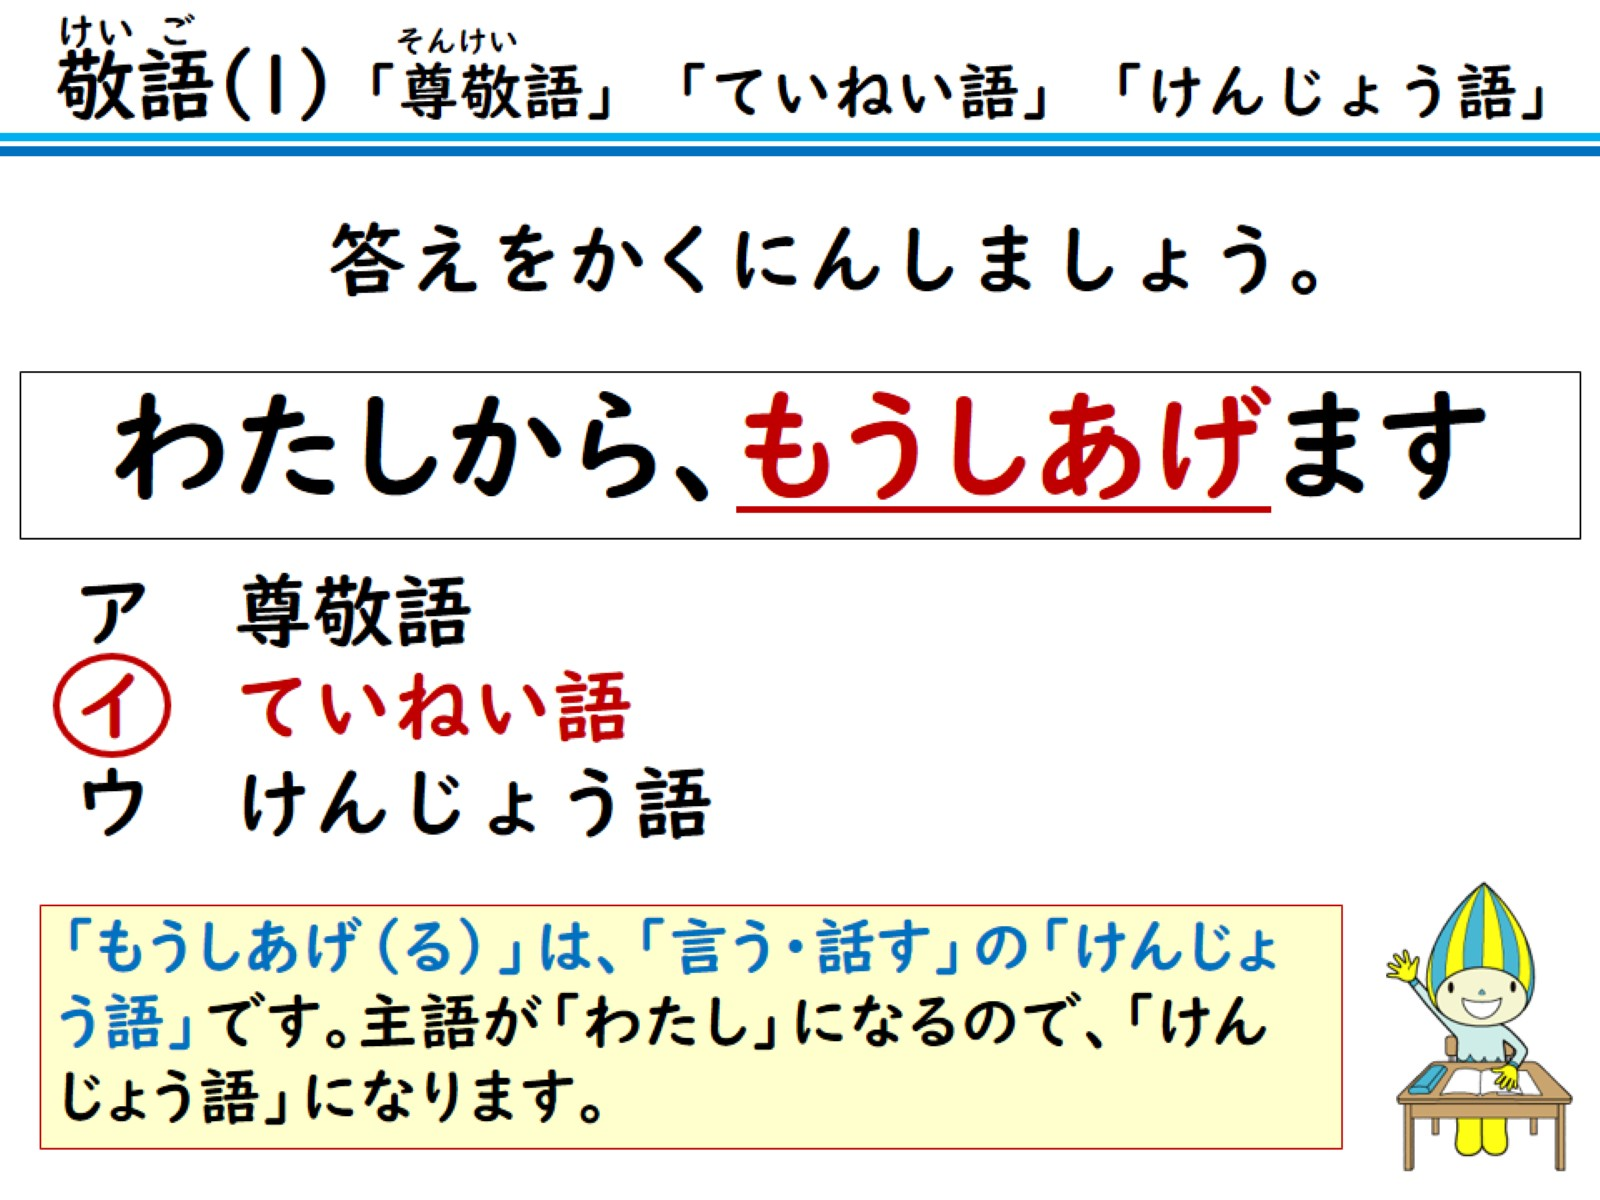 けい ご そんけい
敬語(1)「尊敬語」「ていねい語」「けんじょう語」
答えをかくにんしましょう。
わたしから、もうしあげます
ア 尊敬語
イ ていねい語
ウ けんじょう語
「もうしあげ(る)」は、「言う・話す」の「けんじょ
う語」です。主語が「わたし」になるので、「けん
じょう語」になります。